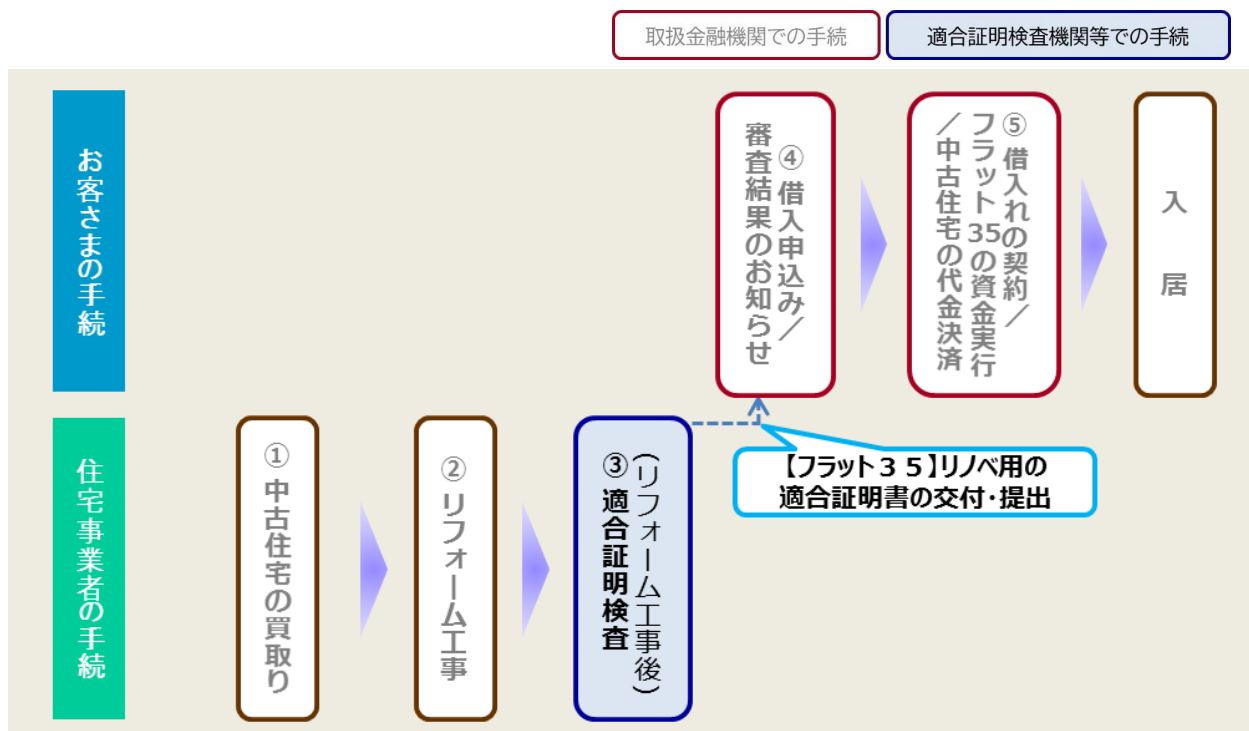 取扱金融機関での手続
適合証明検査機関等での手続
お客さまの手続
④ 借入申込み／
審査結果のお知らせ
⑤ 借入れの契約／
フラット35の資金実行
／中古住宅の代金決済
入居
住宅事業者の手続
① 中古住宅の買取り
② リフォーム工事
(リフォーム工事後)
③適合証明検査
【フラット３５】リノベ用の
適合証明書の交付・提出